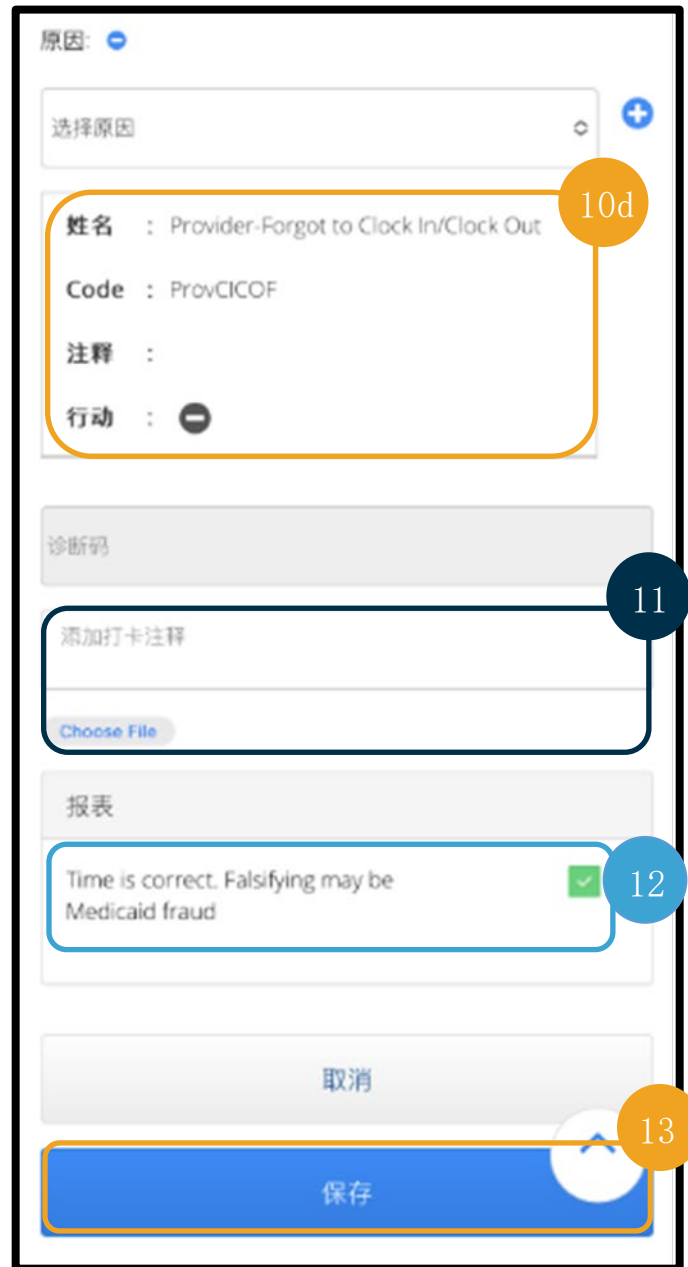 原因:
选择原因
10d
姓名 : Provider-Forgot to Clock In/Clock Out
Code : ProvCICOF
注释 :
行动 :
诊断码
11
添加打卡注释
Choose File
报表
Time is correct. Falsifying may be
Medicaid fraud
12
取消
13
保存